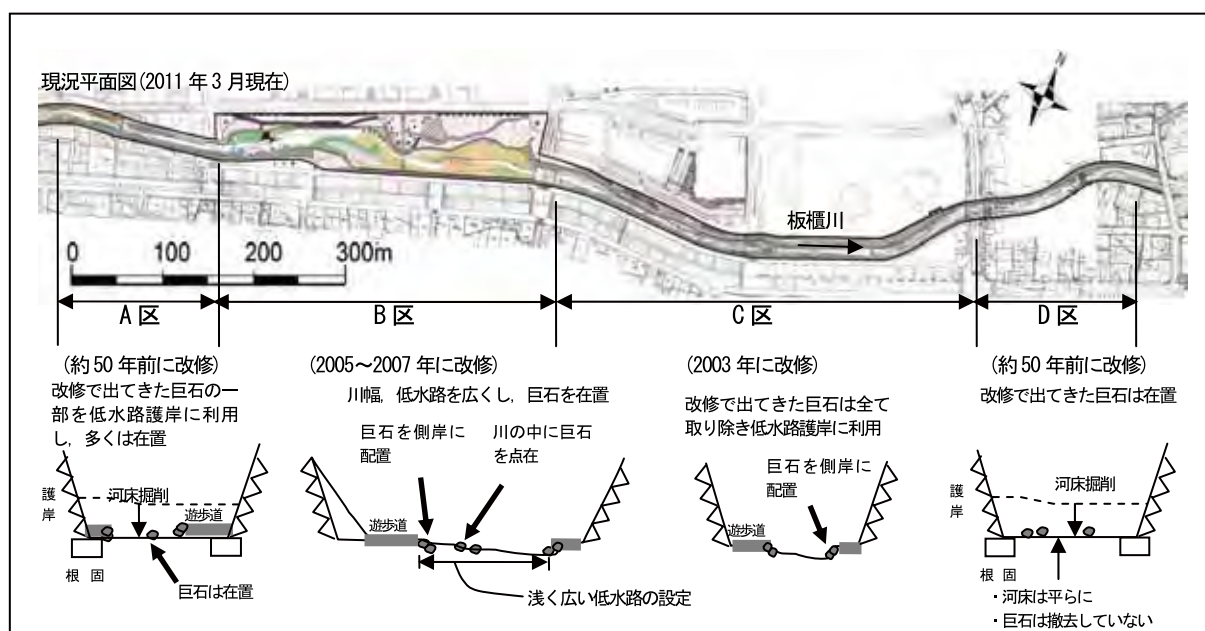 現況平面図(2011 年 3 月現在)
N
板櫃川
0 100 200 300m
A 区
B 区
C 区
D 区
(約 50 年前に改修)
改修で出てきた巨石の一
部を低水路護岸に利用
し，多くは在置
護岸
河床掘削
根 固
巨石は在置
(2005～2007 年に改修)
川幅，低水路を広くし，巨石を在置
巨石を側岸に
配置
川の中に巨石
を点在
遊歩道
浅く広い低水路の設定
(2003 年に改修)
改修で出てきた巨石は全て
取り除き低水路護岸に利用
巨石を側岸に
配置
遊歩道
(約 50 年前に改修)
改修で出てきた巨石は在置
護岸
河床掘削
根 固
・河床は平らに
・巨石は撤去していない
遊歩道